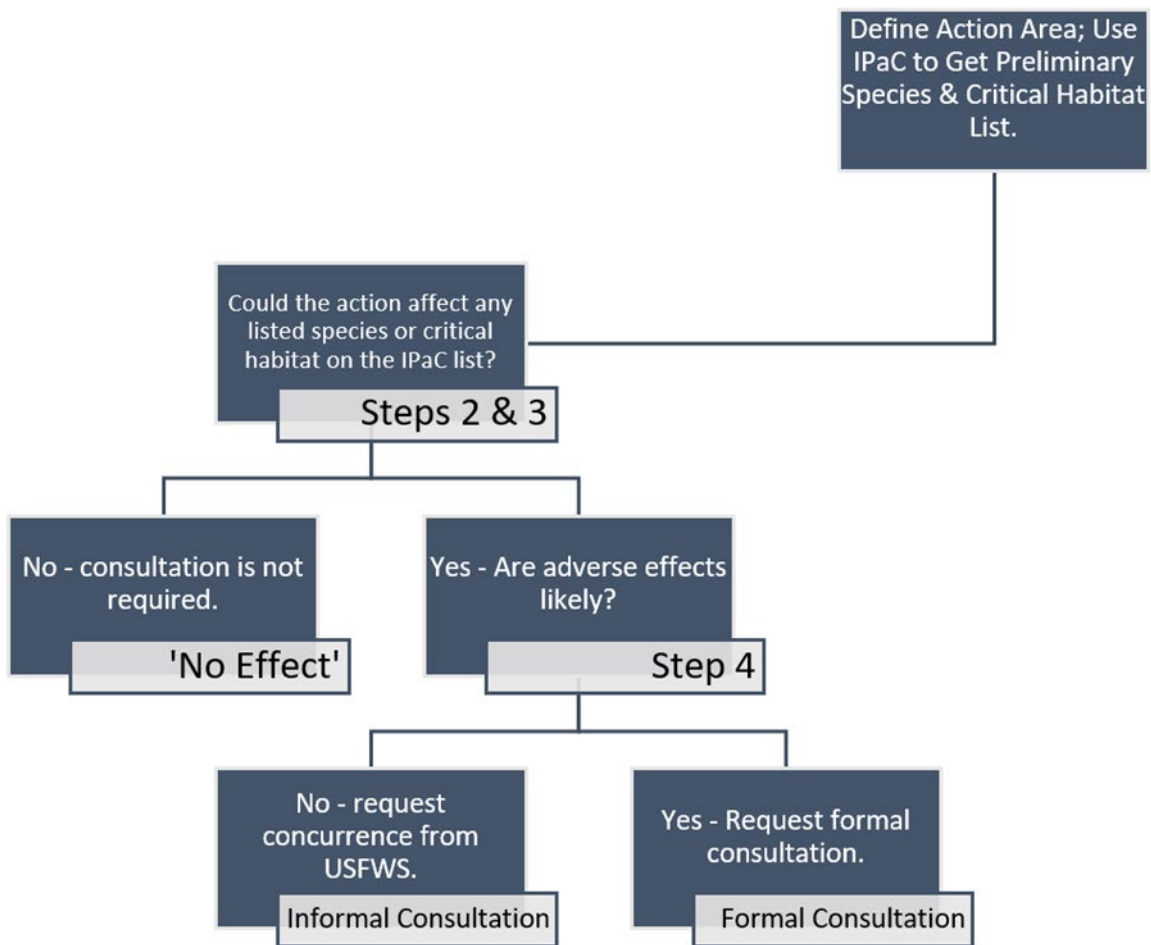 Define Action Area; Use
IPaC to Get Preliminary
Species & Critical Habitat
List.
Could the action affect any
listed species or critical
habitat on the IPaC list?
Steps 2 & 3
No - consultation is not
required.
'No Effect'
Yes - Are adverse effects
likely?
Step 4
No - request
concurrence from
USFWS.
Informal Consultation
Yes - Request formal
consultation.
Formal Consultation